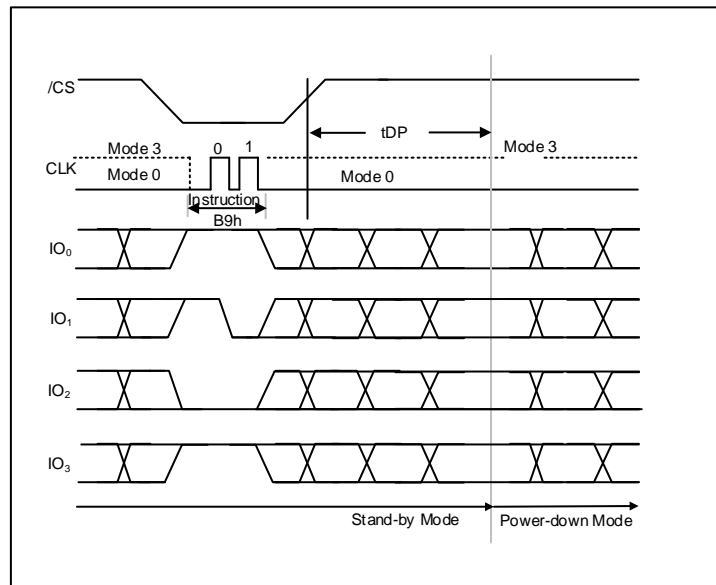 /CS
tDP
Mode 3 0 1 Mode 3
CLK
Mode 0 Mode 0
Instruction
B9h
IO₀
IO₁
IO₂
IO₃
Stand-by Mode Power-down Mode